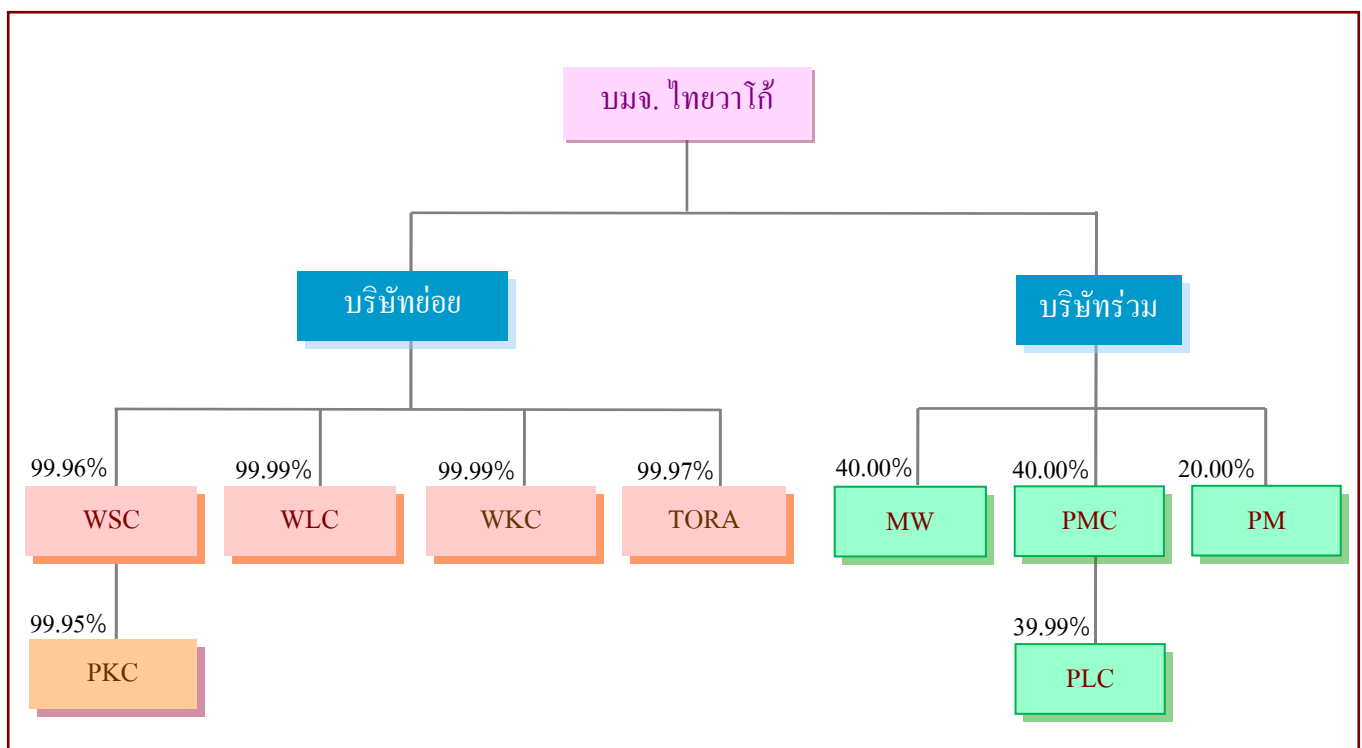 บมจ. ไทยวาโก้
บริษัทย่อย
บริษัทร่วม
99.96%
99.99%
99.99%
99.97%
40.00%
40.00%
20.00%
WSC
WLC
WKC
TORA
MW
PMC
PM
99.95%
39.99%
PKC
PLC